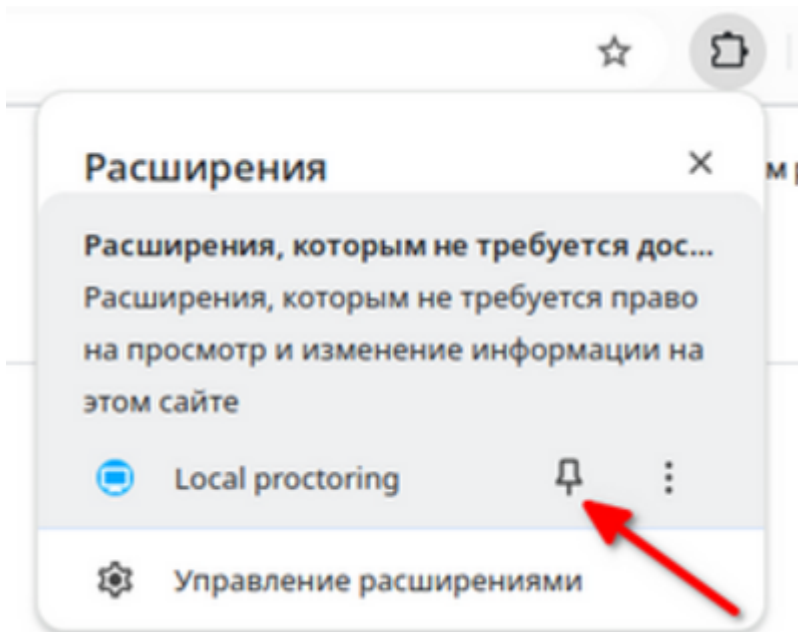 Расширения
Расширения, которым не требуется дос...
Расширения, которым не требуется право
на просмотр и изменение информации на
этом сайте
Local proctoring
Управление расширениями